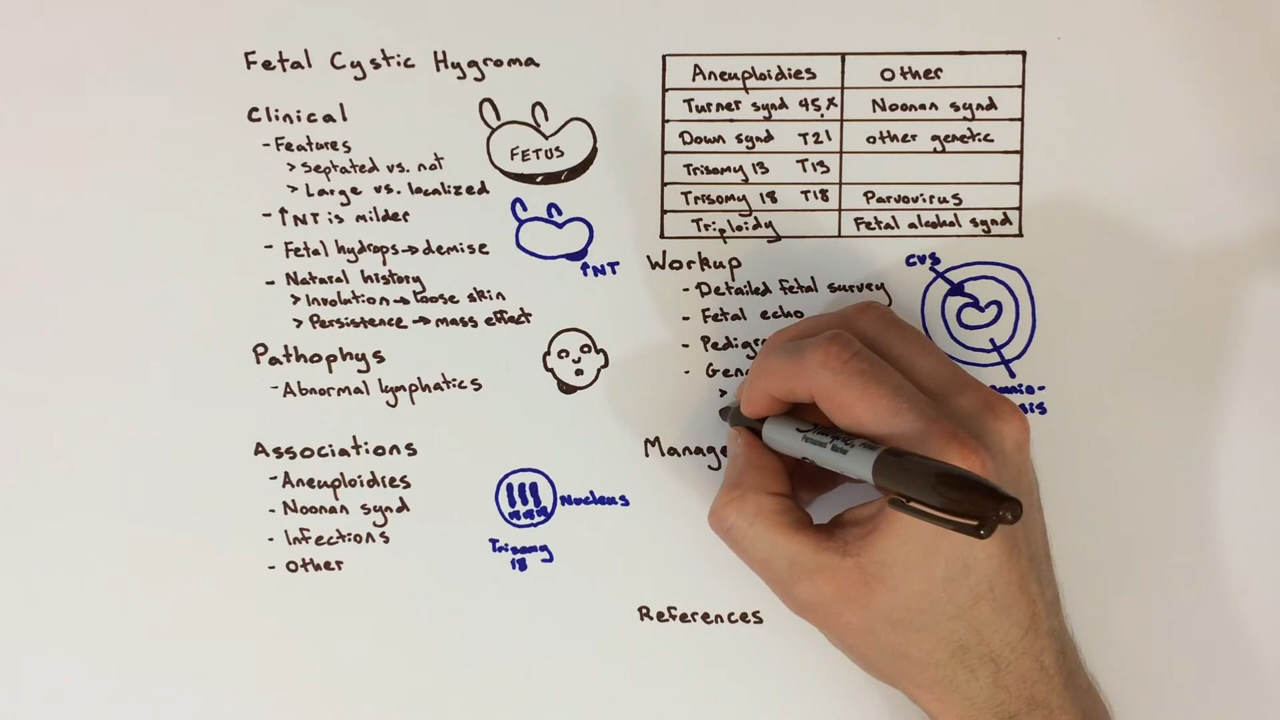 Fetal Cystic Hygroma
Clinical
- Features
> Septated vs. not
> Large vs. localized
- ↑NT is milder
- Fetal hydrops → demise
- Natural history
> Involution → loose skin
> Persistence → mass effect
FETUS
↑NT
Pathophys
- Abnormal lymphatics
Associations
- Aneuploidies
- Noonan synd
- Infections
- Other
Nucleus
Trisomy
18
Aneuploidies Other
Turner synd 45,X Noonan synd
Down synd T21 other genetic
Trisomy 13 T13
Trisomy 18 T18 Parvovirus
Triploidy Fetal alcohol synd
Workup
- Detailed fetal survey
- Fetal echo
CVS
References